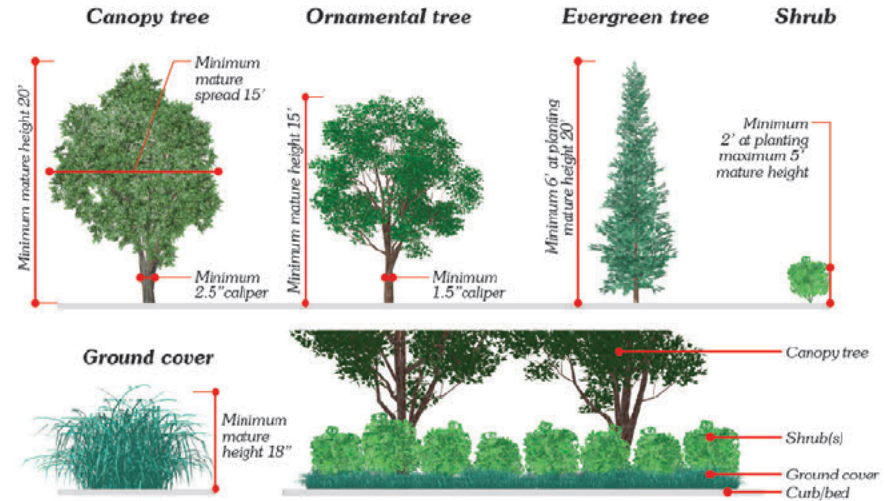 Canopy tree
Ornamental tree
Evergreen tree
Shrub
Minimum mature height 20'
Minimum
mature
spread 15'
Minimum
2.5" caliper
Minimum mature height 15'
Minimum
1.5" caliper
Minimum 6' at planting
mature height 20'
Minimum
2' at planting
maximum 5'
mature height
Ground cover
Minimum
mature
height 18"
Canopy tree
Shrub(s)
Ground cover
Curb/bed